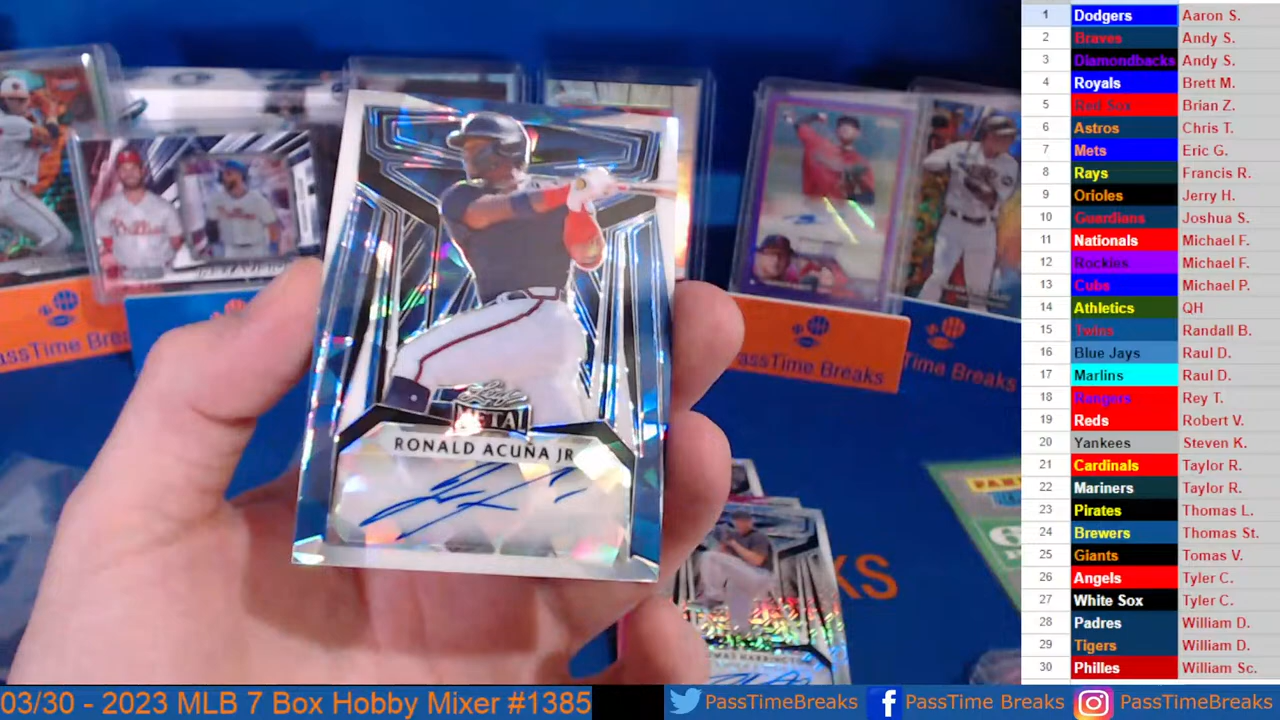 1 Dodgers Aaron S.
2 Braves Andy S.
3 Diamondbacks Andy S.
4 Royals Brett M.
5 Red Sox Brian Z.
6 Astros Chris T.
7 Mets Eric G.
8 Rays Francis R.
9 Orioles Jerry H.
10 Guardians Joshua S.
11 Nationals Michael F.
12 Rockies Michael F.
13 Cubs Michael P.
14 Athletics QH
15 Twins Randall B.
16 Blue Jays Raul D.
17 Marlins Raul D.
18 Rangers Rey T.
19 Reds Robert V.
20 Yankees Steven K.
21 Cardinals Taylor R.
22 Mariners Taylor R.
23 Pirates Thomas L.
24 Brewers Thomas St.
25 Giants Tomas V.
26 Angels Tyler C.
27 White Sox Tyler C.
28 Padres William D.
29 Tigers William D.
30 Philles William Sc.
PassTime Breaks
PassTime Breaks
PassTime Breaks
Leaf
METAL
RONALD ACUÑA JR
PANINI
03/30 - 2023 MLB 7 Box Hobby Mixer #1385
PassTimeBreaks
PassTime Breaks
PassTimeBreaks